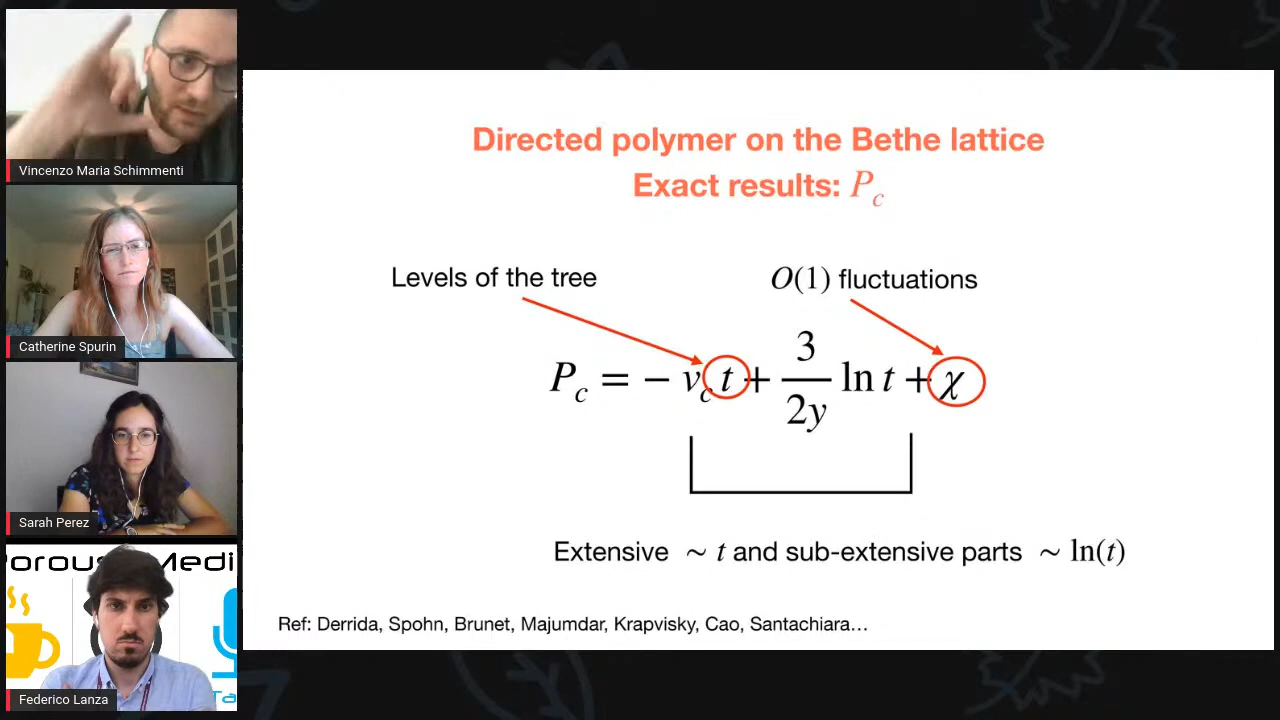 Vincenzo Maria Schimmenti
Catherine Spurin
Sarah Perez
Porous Medi
Ta
Federico Lanza
Directed polymer on the Bethe lattice
Exact results: P_c
Levels of the tree
O(1) fluctuations
P_c = − v_c t + 3/2y ln t + χ
Extensive ∼ t and sub-extensive parts ∼ ln(t)
Ref: Derrida, Spohn, Brunet, Majumdar, Krapvisky, Cao, Santachiara…